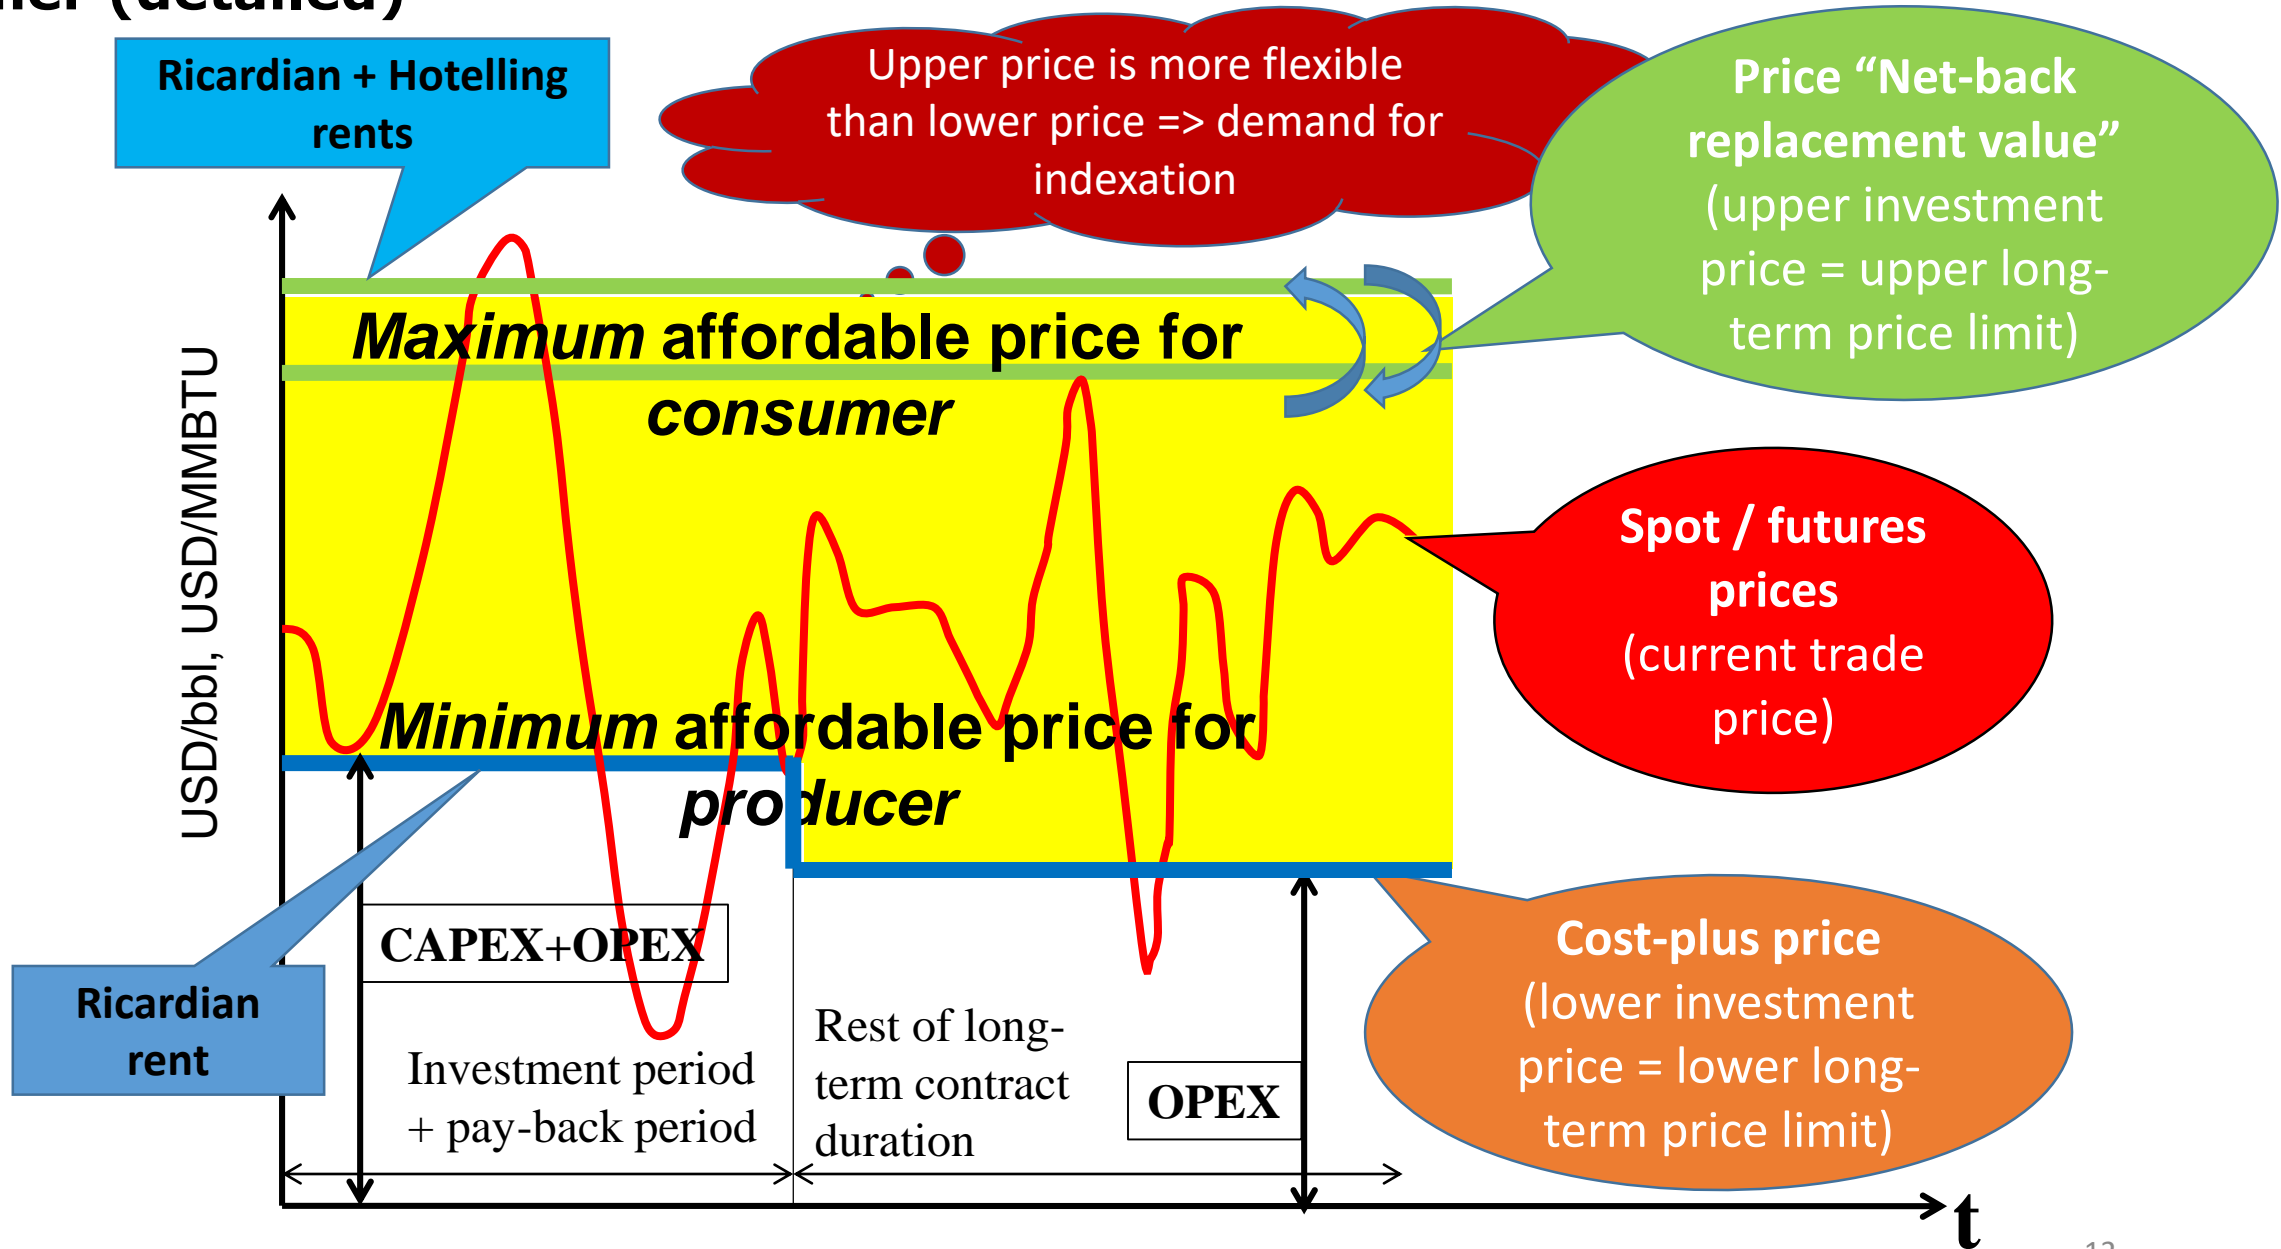 (detailed)
Ricardian + Hotelling
rents
Upper price is more flexible
than lower price => demand for
indexation
Price “Net-back
replacement value”
(upper investment
price = upper long-
term price limit)
Maximum affordable price for
consumer
USD/bbl, USD/MMBTU
Spot / futures
prices
(current trade
price)
Minimum affordable price for
producer
CAPEX+OPEX
Ricardian
rent
Investment period
+ pay-back period
Rest of long-
term contract
duration
OPEX
Cost-plus price
(lower investment
price = lower long-
term price limit)
t